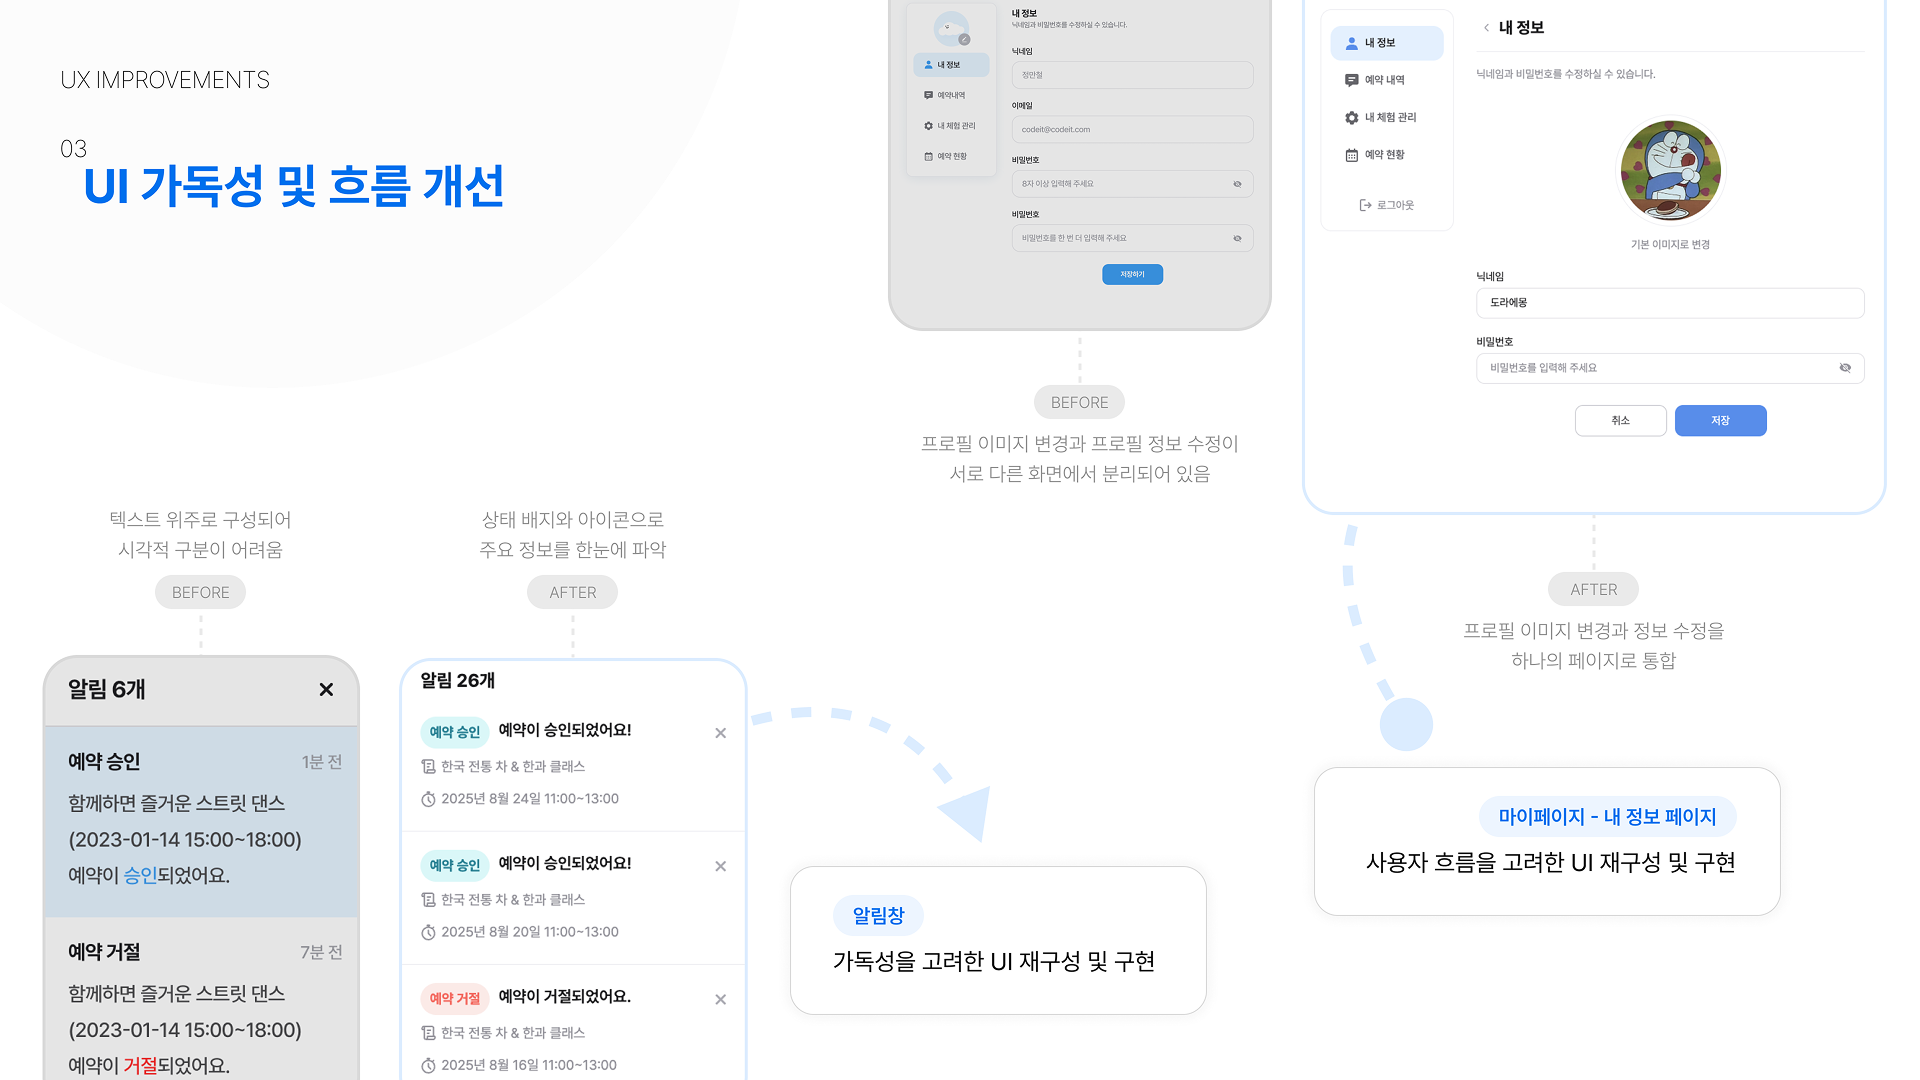 UX IMPROVEMENTS
03
UI 가독성 및 흐름 개선
텍스트 위주로 구성되어
시각적 구분이 어려움
BEFORE
알림 6개
예약 승인
1분 전
함께하면 즐거운 스트릿 댄스
(2023-01-14 15:00~18:00)
예약이 승인되었어요.
예약 거절
7분 전
함께하면 즐거운 스트릿 댄스
(2023-01-14 15:00~18:00)
예약이 거절되었어요.
상태 배지와 아이콘으로
주요 정보를 한눈에 파악
AFTER
알림 26개
예약 승인 예약이 승인되었어요!
한국 전통 차 & 한과 클래스
2025년 8월 24일 11:00~13:00
예약 승인 예약이 승인되었어요!
한국 전통 차 & 한과 클래스
2025년 8월 20일 11:00~13:00
예약 거절 예약이 거절되었어요.
한국 전통 차 & 한과 클래스
2025년 8월 16일 11:00~13:00
알림창
가독성을 고려한 UI 재구성 및 구현
내 정보
예약내역
내 체험 관리
예약 현황
내 정보
닉네임과 비밀번호를 수정하실 수 있습니다.
닉네임
정만철
이메일
codeit@codeit.com
비밀번호
8자 이상 입력해 주세요
비밀번호
비밀번호를 한 번 더 입력해 주세요
저장하기
BEFORE
프로필 이미지 변경과 프로필 정보 수정이
서로 다른 화면에서 분리되어 있음
내 정보
예약 내역
내 체험 관리
예약 현황
로그아웃
내 정보
닉네임과 비밀번호를 수정하실 수 있습니다.
기본 이미지로 변경
닉네임
도라에몽
비밀번호
비밀번호를 입력해 주세요
취소
저장
AFTER
프로필 이미지 변경과 정보 수정을
하나의 페이지로 통합
마이페이지 - 내 정보 페이지
사용자 흐름을 고려한 UI 재구성 및 구현